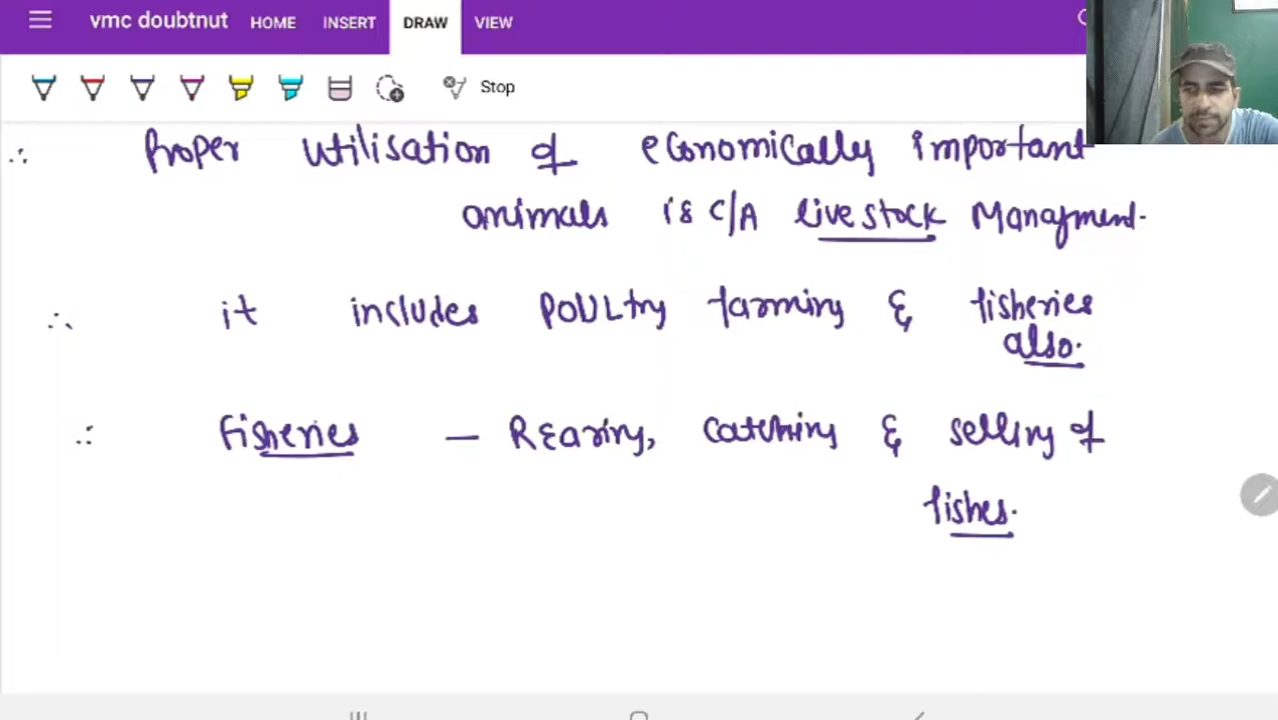 vmc doubtnut HOME INSERT DRAW VIEW
Stop
∴ Proper utilisation of economically important
animals is C/A livestock Managment.
∴ it includes POULtry farming & fisheries
also.
∴ Fisheries — Rearing, catching & selling of
fishes.